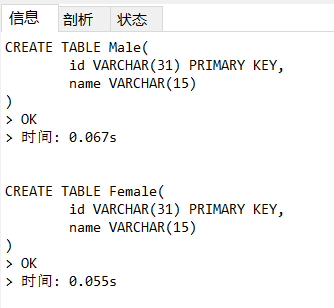 信息 剖析 状态
CREATE TABLE Male(
        id VARCHAR(31) PRIMARY KEY,
        name VARCHAR(15)
)
> OK
> 时间: 0.067s
CREATE TABLE Female(
        id VARCHAR(31) PRIMARY KEY,
        name VARCHAR(15)
)
> OK
> 时间: 0.055s